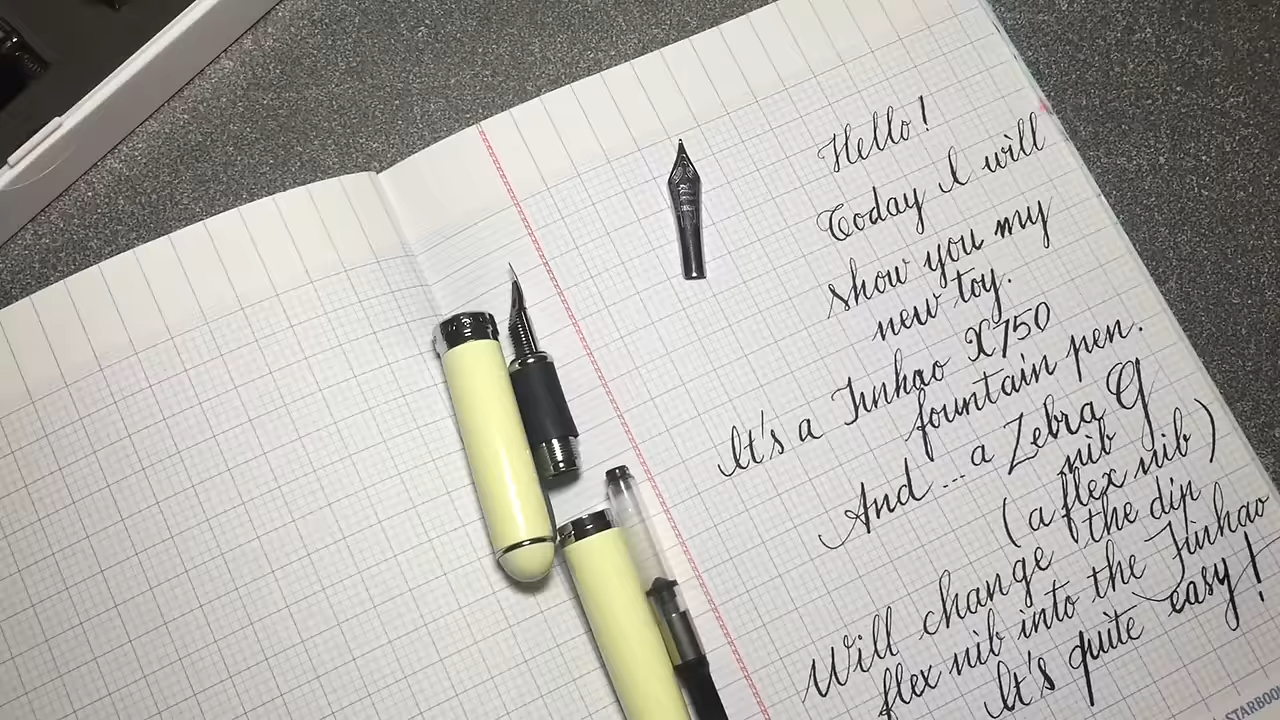 Hello!
Today I will
show you my
new toy.
It's a Jinhao X750
fountain pen.
And ... a Zebra G
nib
(a flex nib)
Will change the dip
flex nib into the Jinhao
It's quite easy!
STARBOO